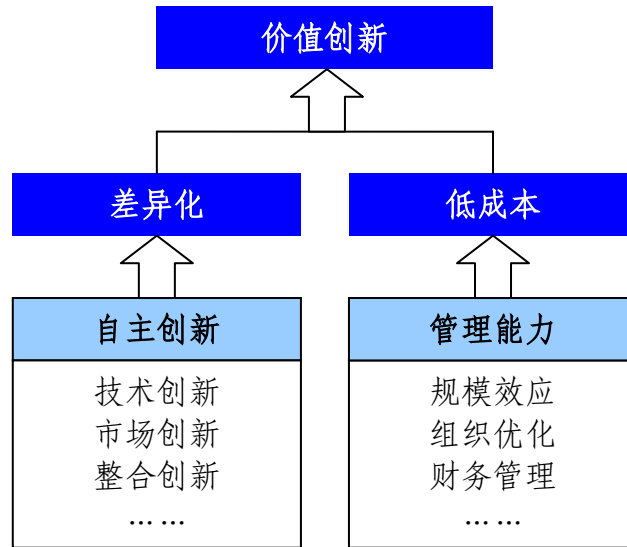 价值创新
差异化
低成本
自主创新
技术创新
市场创新
整合创新
……
管理能力
规模效应
组织优化
财务管理
……